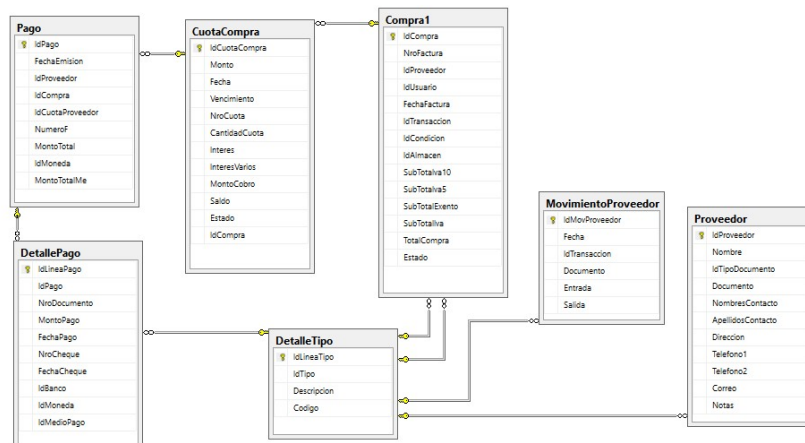 Pago
IdPago
FechaEmision
IdProveedor
IdCompra
IdCuotaProveedor
NumeroF
MontoTotal
IdMoneda
MontoTotalMe
CuotaCompra
IdCuotaCompra
Monto
Fecha
Vencimiento
NroCuota
CantidadCuota
Interes
InteresVarios
MontoCobro
Saldo
Estado
IdCompra
Compra1
IdCompra
NroFactura
IdProveedor
IdUsuario
FechaFactura
IdTransaccion
IdCondicion
IdAlmacen
SubTotalva10
SubTotalva5
SubTotalExento
SubTotalIva
TotalCompra
Estado
MovimientoProveedor
IdMovProveedor
Fecha
IdTransaccion
Documento
Entrada
Salida
Proveedor
IdProveedor
Nombre
IdTipoDocumento
Documento
NombresContacto
ApellidosContacto
Direccion
Telefono1
Telefono2
Correo
Notas
DetallePago
IdLineaPago
IdPago
NroDocumento
MontoPago
FechaPago
NroCheque
FechaCheque
IdBanco
IdMoneda
IdMedioPago
DetalleTipo
IdLineaTipo
IdTipo
Descripcion
Codigo